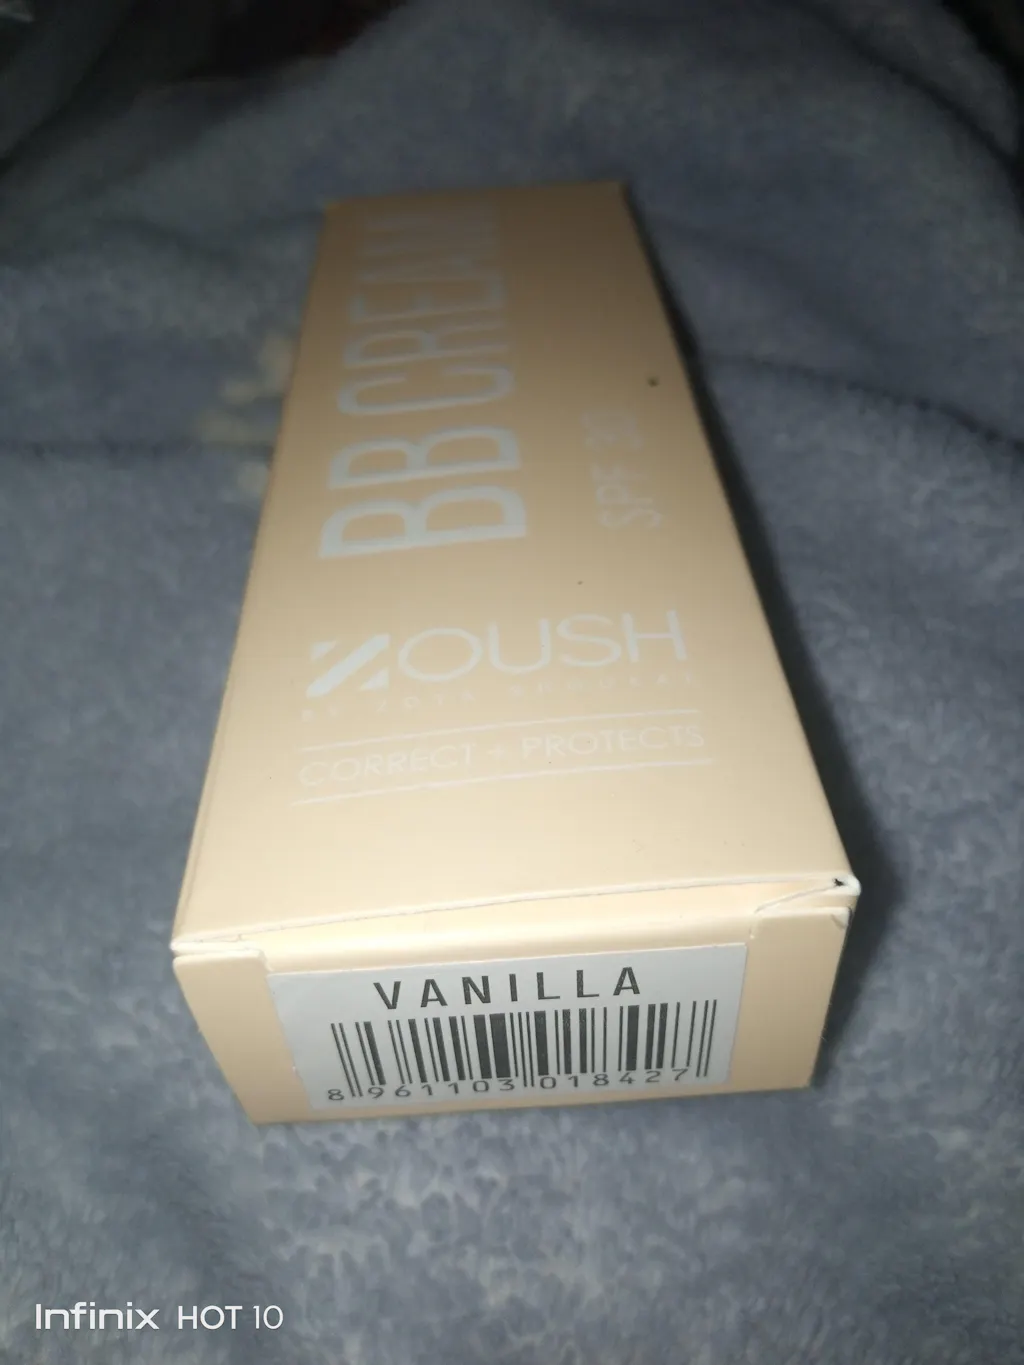 BB CREAM
SPF 30
ZOUSH
CORRECT + PROTECTS
VANILLA
8 961103 018427
Infinix HOT 10